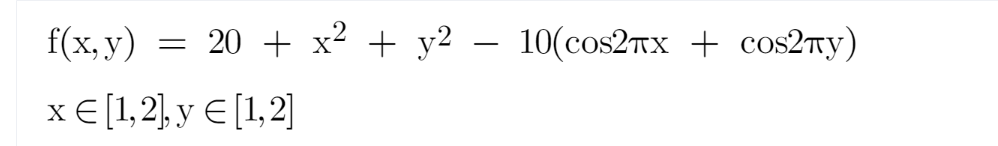 f(x,y) = 20 + x² + y² − 10(cos2πx + cos2πy)
x ∈ [1,2], y ∈ [1,2]